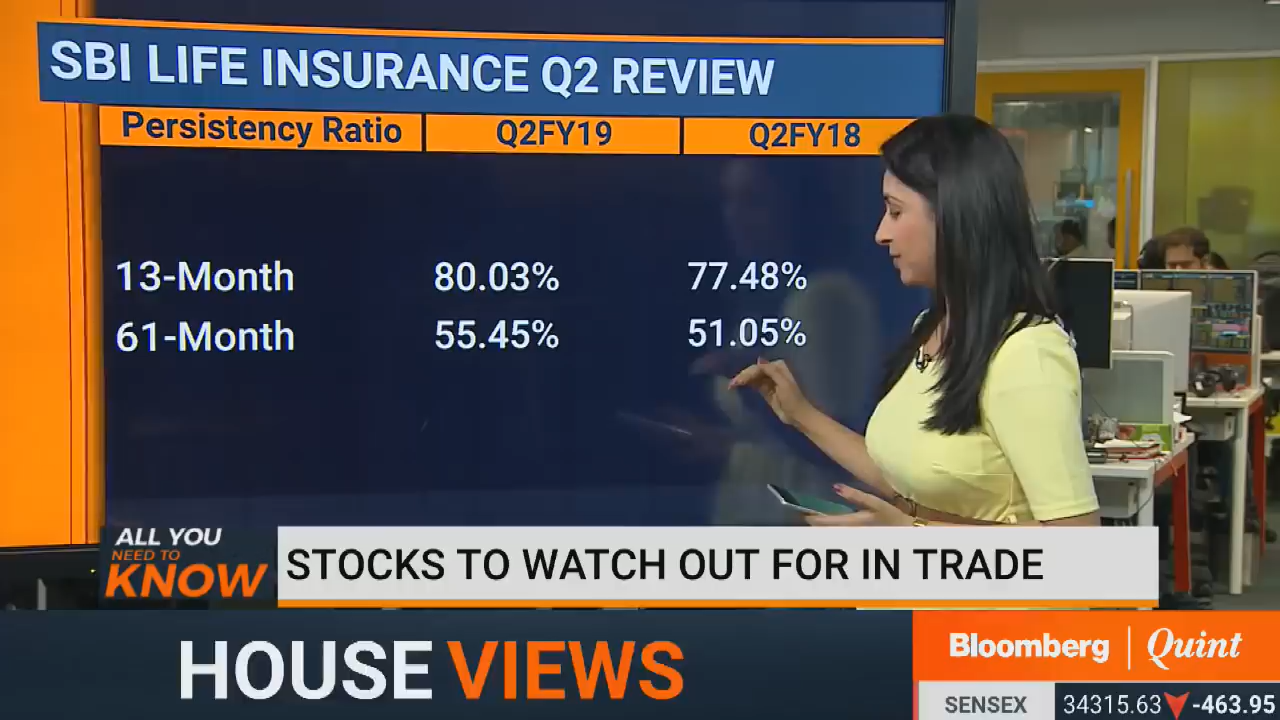 SBI LIFE INSURANCE Q2 REVIEW
Persistency Ratio Q2FY19 Q2FY18
13-Month 80.03% 77.48%
61-Month 55.45% 51.05%
ALL YOU
NEED TO
KNOW
STOCKS TO WATCH OUT FOR IN TRADE
HOUSE VIEWS
Bloomberg | Quint
SENSEX 34315.63 -463.95